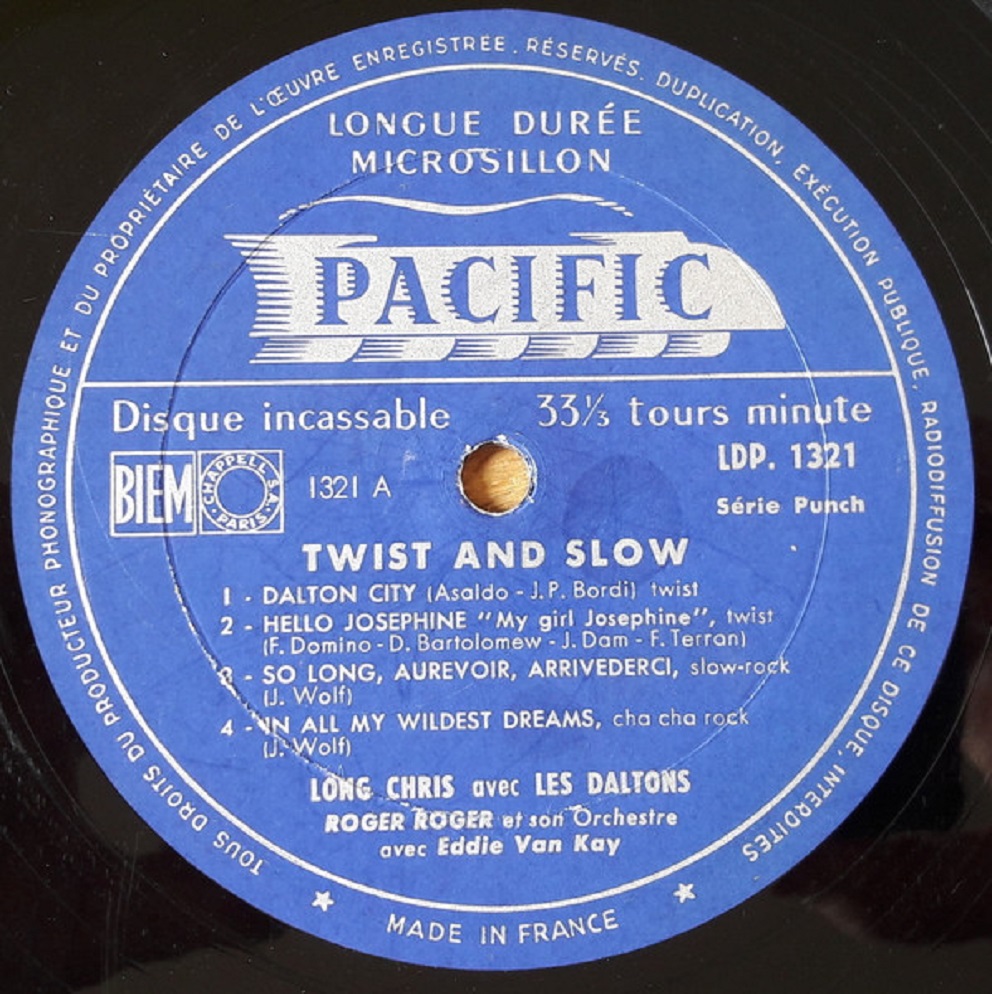 TOUS DROITS DU PRODUCTEUR PHONOGRAPHIQUE ET DU PROPRIÉTAIRE DE L'ŒUVRE ENREGISTRÉE. RÉSERVÉS. DUPLICATION, EXÉCUTION PUBLIQUE, RADIODIFFUSION DE CE DISQUE, INTERDITES
LONGUE DURÉE
MICROSILLON
PACIFIC
Disque incassable 33⅓ tours minute
BIEM CHAPPELL S.A. PARIS 1321 A LDP. 1321
Série Punch
TWIST AND SLOW
1 - DALTON CITY (Asaldo - J.P. Bordi) twist
2 - HELLO JOSEPHINE "My girl Josephine", twist
(F. Domino - D. Bartolomew - J. Dam - F. Terran)
3 - SO LONG, AUREVOIR, ARRIVEDERCI, slow-rock
(J. Wolf)
4 - IN ALL MY WILDEST DREAMS, cha cha rock
(J. Wolf)
LONG CHRIS avec LES DALTONS
ROGER ROGER et son Orchestre
avec Eddie Van Kay
MADE IN FRANCE